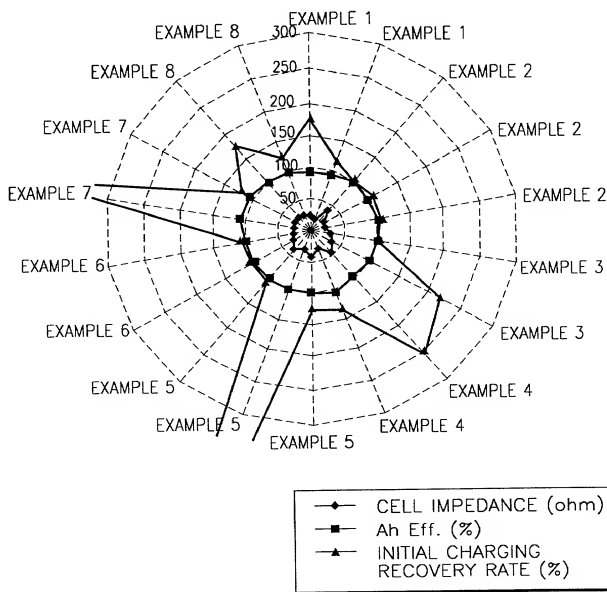 EXAMPLE 1
EXAMPLE 1
EXAMPLE 2
EXAMPLE 2
EXAMPLE 2
EXAMPLE 3
EXAMPLE 3
EXAMPLE 4
EXAMPLE 4
EXAMPLE 5
EXAMPLE 5
EXAMPLE 5
EXAMPLE 6
EXAMPLE 6
EXAMPLE 7
EXAMPLE 7
EXAMPLE 8
EXAMPLE 8
300
250
200
150
100
50
CELL IMPEDANCE (ohm)
Ah Eff. (%)
INITIAL CHARGING
RECOVERY RATE (%)